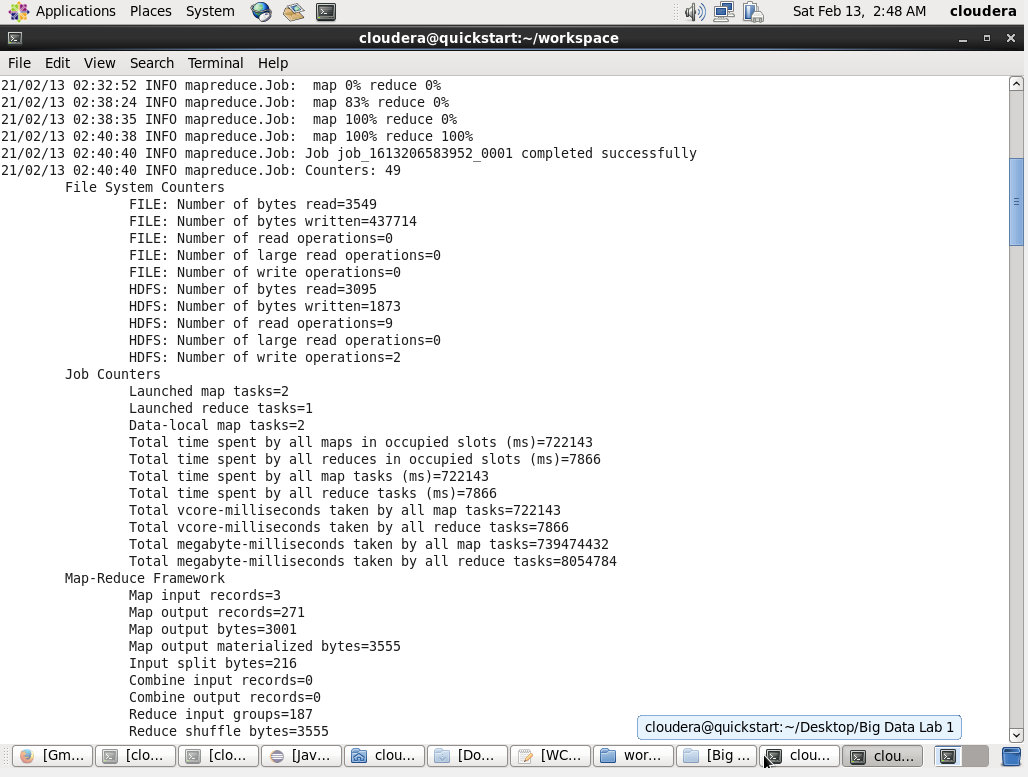 Applications Places System Sat Feb 13, 2:48 AM cloudera
cloudera@quickstart:~/workspace
File Edit View Search Terminal Help
21/02/13 02:32:52 INFO mapreduce.Job:  map 0% reduce 0%
21/02/13 02:38:24 INFO mapreduce.Job:  map 83% reduce 0%
21/02/13 02:38:35 INFO mapreduce.Job:  map 100% reduce 0%
21/02/13 02:40:38 INFO mapreduce.Job:  map 100% reduce 100%
21/02/13 02:40:40 INFO mapreduce.Job: Job job_1613206583952_0001 completed successfully
21/02/13 02:40:40 INFO mapreduce.Job: Counters: 49
File System Counters
FILE: Number of bytes read=3549
FILE: Number of bytes written=437714
FILE: Number of read operations=0
FILE: Number of large read operations=0
FILE: Number of write operations=0
HDFS: Number of bytes read=3095
HDFS: Number of bytes written=1873
HDFS: Number of read operations=9
HDFS: Number of large read operations=0
HDFS: Number of write operations=2
Job Counters
Launched map tasks=2
Launched reduce tasks=1
Data-local map tasks=2
Total time spent by all maps in occupied slots (ms)=722143
Total time spent by all reduces in occupied slots (ms)=7866
Total time spent by all map tasks (ms)=722143
Total time spent by all reduce tasks (ms)=7866
Total vcore-milliseconds taken by all map tasks=722143
Total vcore-milliseconds taken by all reduce tasks=7866
Total megabyte-milliseconds taken by all map tasks=739474432
Total megabyte-milliseconds taken by all reduce tasks=8054784
Map-Reduce Framework
Map input records=3
Map output records=271
Map output bytes=3001
Map output materialized bytes=3555
Input split bytes=216
Combine input records=0
Combine output records=0
Reduce input groups=187
Reduce shuffle bytes=3555
cloudera@quickstart:~/Desktop/Big Data Lab 1
[Gm... [clo... [clo... [Jav... clou... [Do... [WC... wor... [Big ... clou... clou...